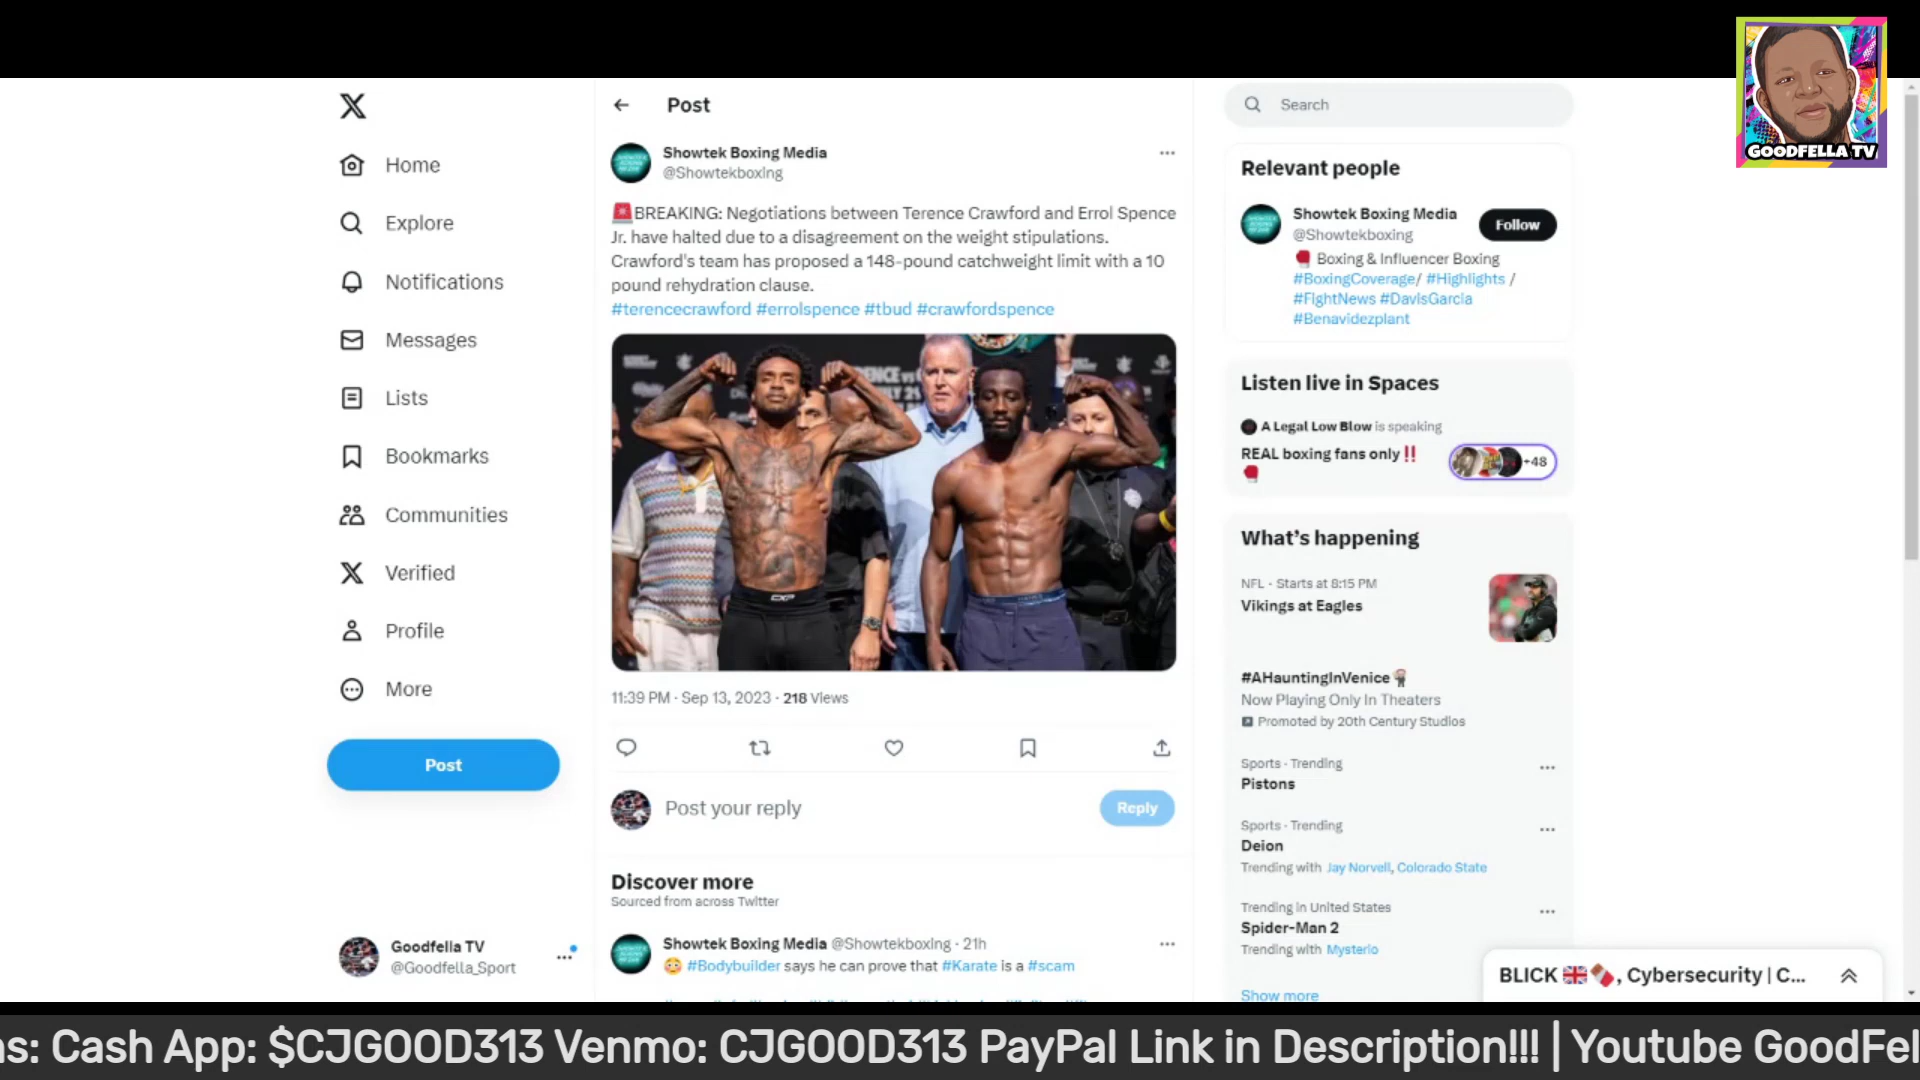 GOODFELLA TV
Home
Explore
Notifications
Messages
Lists
Bookmarks
Communities
Verified
Profile
More
Post
Goodfella TV
@Goodfella_Sport
Post
Showtek Boxing Media
@Showtekboxing
🚨BREAKING: Negotiations between Terence Crawford and Errol Spence
Jr. have halted due to a disagreement on the weight stipulations.
Crawford's team has proposed a 148-pound catchweight limit with a 10
pound rehydration clause.
#terencecrawford #errolspence #tbud #crawfordspence
11:39 PM · Sep 13, 2023 · 218 Views
Post your reply
Reply
Discover more
Sourced from across Twitter
Showtek Boxing Media @Showtekboxing · 21h
😳 #Bodybuilder says he can prove that #Karate is a #scam
Search
Relevant people
Showtek Boxing Media
@Showtekboxing
Follow
🥊 Boxing & Influencer Boxing
#BoxingCoverage/ #Highlights /
#FightNews #DavisGarcia
#Benavidezplant
Listen live in Spaces
A Legal Low Blow is speaking
REAL boxing fans only ‼️
🥊
+48
What's happening
NFL · Starts at 8:15 PM
Vikings at Eagles
#AHauntingInVenice
Now Playing Only In Theaters
Promoted by 20th Century Studios
Sports · Trending
Pistons
Sports · Trending
Deion
Trending with Jay Norvell, Colorado State
Trending in United States
Spider-Man 2
Trending with Mysterio
Show more
BLICK 🇬🇧🍫, Cybersecurity | C...
ns: Cash App: $CJGOOD313 Venmo: CJGOOD313 PayPal Link in Description!!! | Youtube GoodFel